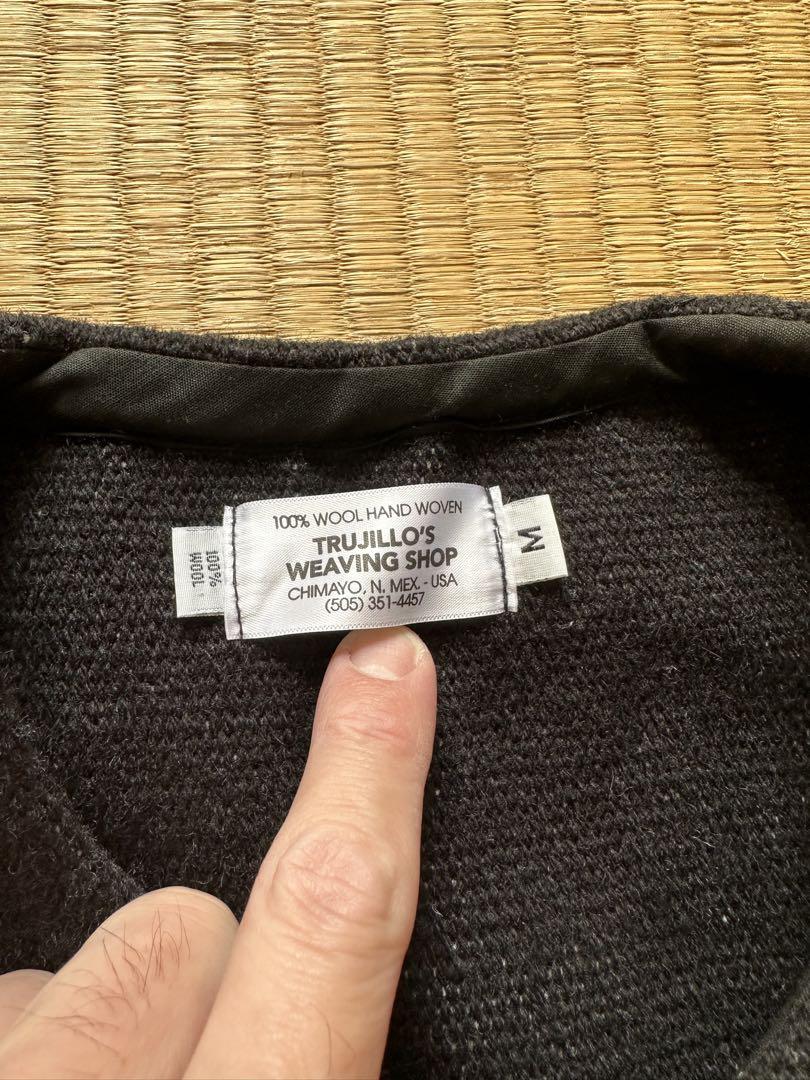 100% WOOL HAND WOVEN
TRUJILLO'S
WEAVING SHOP
CHIMAYO, N. MEX. - USA
(505) 351-4457
100%
WOOL
M